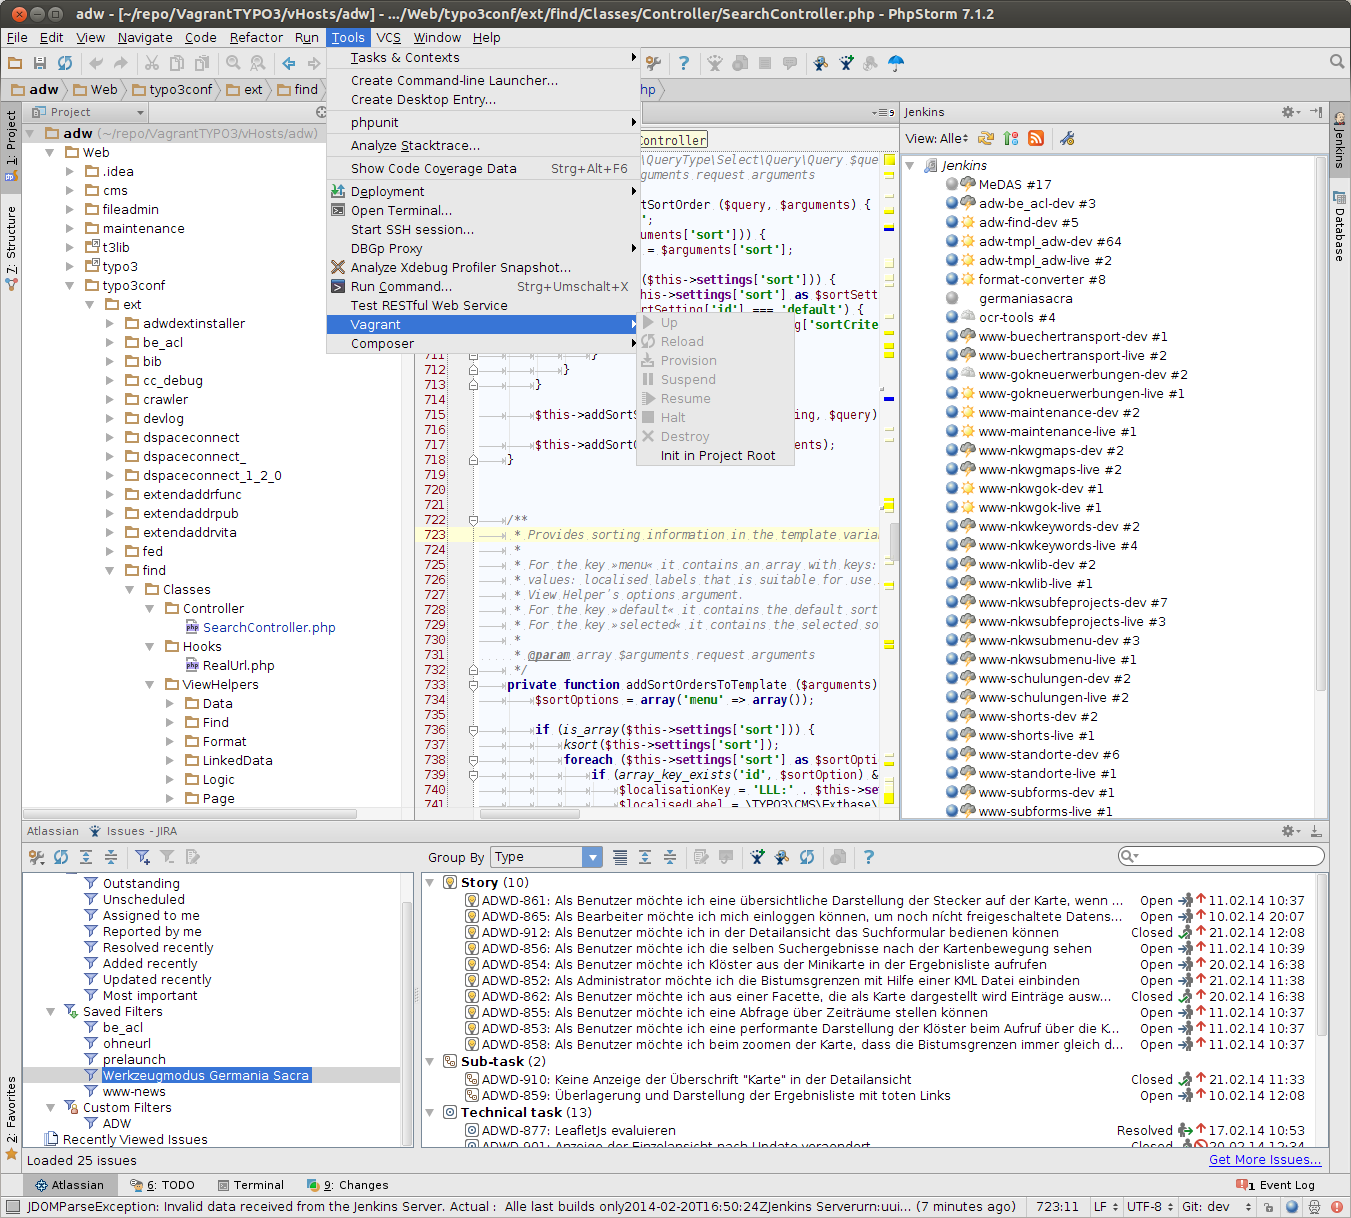 adw - [~/repo/VagrantTYPO3/vHosts/adw] - .../Web/typo3conf/ext/find/Classes/Controller/SearchController.php - PhpStorm 7.1.2
File Edit View Navigate Code Refactor Run Tools VCS Window Help
adw Web typo3conf ext find hp
Project
adw (~/repo/VagrantTYPO3/vHosts/adw)
Web
.idea
cms
fileadmin
maintenance
t3lib
typo3
typo3conf
ext
adwdextinstaller
be_acl
bib
cc_debug
crawler
devlog
dspaceconnect
dspaceconnect_
dspaceconnect_1_2_0
extendaddrfunc
extendaddrpub
extendaddrvita
fed
find
Classes
Controller
SearchController.php
Hooks
RealUrl.php
ViewHelpers
Data
Find
Format
LinkedData
Logic
Page
1: Project
7: Structure
2: Favorites
Tasks & Contexts
Create Command-line Launcher...
Create Desktop Entry...
phpunit
Analyze Stacktrace...
Show Code Coverage Data Strg+Alt+F6
Deployment
Open Terminal...
Start SSH session...
DBGp Proxy
Analyze Xdebug Profiler Snapshot...
Run Command... Strg+Umschalt+X
Test RESTful Web Service
Vagrant
Composer
Up
Reload
Provision
Suspend
Resume
Halt
Destroy
Init in Project Root
9
Controller
\QueryType\Select\Query\Query $que
guments request arguments
tSortOrder ($query, $arguments) {
';
uments['sort'])) {
= $arguments['sort'];
($this->settings['sort'])) {
his->settings['sort'] as $sortSett
ortSetting['id'] === 'default') {
g['sortCrite
711 }
712 }
713 }
714
715 $this->addSortS ing, $query)
716
717 $this->addSortO ents);
718 }
719
720
721
722 /**
723 * Provides sorting information in the template varia
724 *
725 * For the key »menu« it contains an array with keys:
726 * values: localised labels that is suitable for use
727 * View Helper's options argument.
728 * For the key »default« it contains the default sort
729 * For the key »selected« it contains the selected so
730 *
731 * @param array $arguments request arguments
732 */
733 private function addSortOrdersToTemplate ($arguments)
734 $sortOptions = array('menu' => array());
735
736 if (is_array($this->settings['sort'])) {
737 ksort($this->settings['sort']);
738 foreach ($this->settings['sort'] as $sortOpti
739 if (array_key_exists('id', $sortOption) &
740 $localisationKey = 'LLL:' . $this->se
741 $localisedLabel = \TYPO3\CMS\Extbase\
Jenkins
View: Alle
Jenkins
MeDAS #17
adw-be_acl-dev #3
adw-find-dev #5
adw-tmpl_adw-dev #64
adw-tmpl_adw-live #2
format-converter #8
germaniasacra
ocr-tools #4
www-buechertransport-dev #1
www-buechertransport-live #2
www-gokneuerwerbungen-dev #2
www-gokneuerwerbungen-live #1
www-maintenance-dev #2
www-maintenance-live #1
www-nkwgmaps-dev #2
www-nkwgmaps-live #2
www-nkwgok-dev #1
www-nkwgok-live #1
www-nkwkeywords-dev #2
www-nkwkeywords-live #4
www-nkwlib-dev #2
www-nkwlib-live #1
www-nkwsubfeprojects-dev #7
www-nkwsubfeprojects-live #3
www-nkwsubmenu-dev #3
www-nkwsubmenu-live #1
www-schulungen-dev #2
www-schulungen-live #2
www-shorts-dev #2
www-shorts-live #1
www-standorte-dev #6
www-standorte-live #1
www-subforms-dev #1
www-subforms-live #1
Jenkins
Database
Atlassian Issues - JIRA
Outstanding
Unscheduled
Assigned to me
Reported by me
Resolved recently
Added recently
Updated recently
Most important
Saved Filters
be_acl
ohneurl
prelaunch
Werkzeugmodus Germania Sacra
www-news
Custom Filters
ADW
Recently Viewed Issues
Group By Type
Story (10)
ADWD-861: Als Benutzer möchte ich eine übersichtliche Darstellung der Stecker auf der Karte, wenn ... Open 11.02.14 10:37
ADWD-865: Als Bearbeiter möchte ich mich einloggen können, um noch nícht freigeschaltete Datens... Open 10.02.14 20:07
ADWD-912: Als Benutzer möchte ich in der Detailansicht das Suchformular bedienen können Closed 21.02.14 12:08
ADWD-856: Als Benutzer möchte ich die selben Suchergebnisse nach der Kartenbewegung sehen Open 11.02.14 10:39
ADWD-854: Als Benutzer möchte ich Klöster aus der Minikarte in der Ergebnisliste aufrufen Open 20.02.14 16:38
ADWD-852: Als Administrator möchte ich die Bistumsgrenzen mit Hilfe einer KML Datei einbinden Open 21.02.14 11:38
ADWD-862: Als Benutzer möchte ich aus einer Facette, die als Karte dargestellt wird Einträge ausw... Closed 20.02.14 16:38
ADWD-855: Als Benutzer möchte ich eine Abfrage über Zeiträume stellen können Open 11.02.14 10:37
ADWD-853: Als Benutzer möchte ich eine performante Darstellung der Klöster beim Aufruf über die K... Open 11.02.14 10:37
ADWD-858: Als Benutzer möchte ich beim zoomen der Karte, dass die Bistumsgrenzen immer gleich d... Open 11.02.14 10:37
Sub-task (2)
ADWD-910: Keine Anzeige der Überschrift "Karte" in der Detailansicht Closed 21.02.14 11:33
ADWD-859: Überlagerung und Darstellung der Ergebnisliste mit toten Links Open 10.02.14 12:08
Technical task (13)
ADWD-877: LeafletJs evaluieren Resolved 17.02.14 10:53
ADWD-901: Anzeige der Einzelansicht nach Update veraendert Closed 20.02.14 12:34
Loaded 25 issues Get More Issues...
Atlassian 6: TODO Terminal 9: Changes 1 Event Log
JDOMParseException: Invalid data received from the Jenkins Server. Actual : Alle last builds only2014-02-20T16:50:24ZJenkins Serverurn:uui... (7 minutes ago) 723:11 LF UTF-8 Git: dev